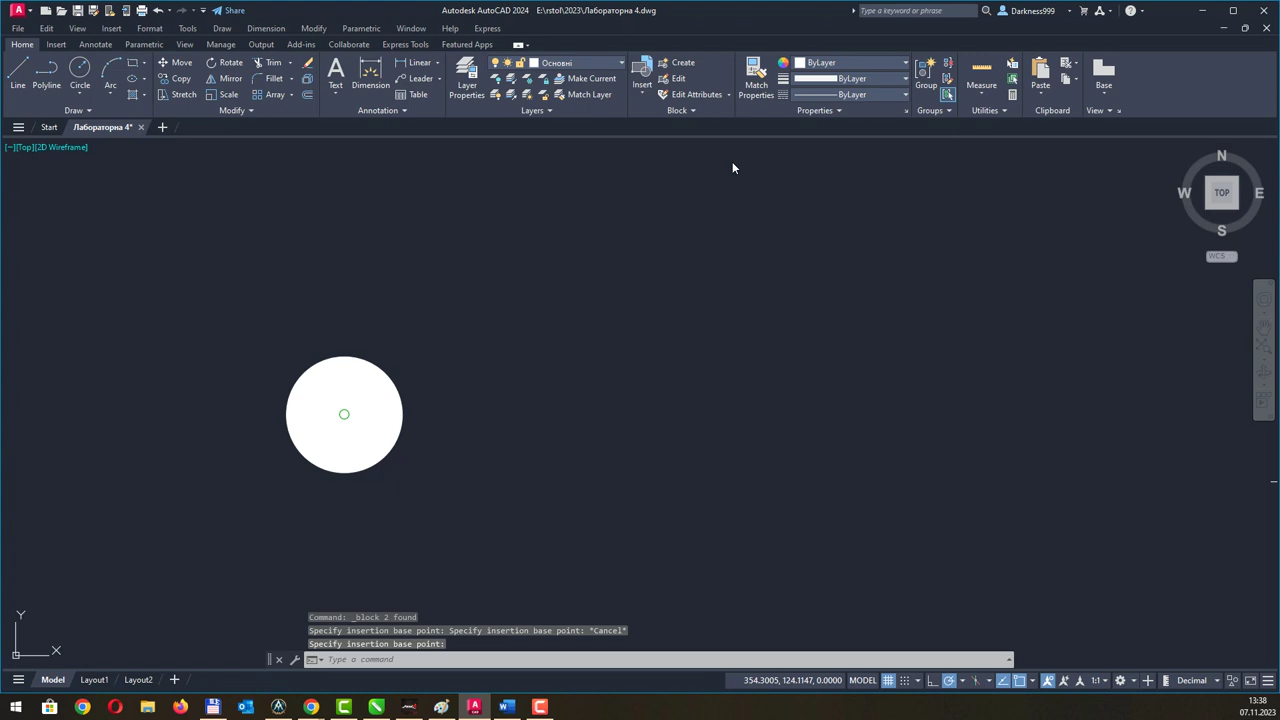 Share
Autodesk AutoCAD 2024 E:\rstof\2023\Лабораторна 4.dwg
Type a keyword or phrase
Darkness999
File Edit View Insert Format Tools Draw Dimension Modify Parametric Window Help Express
Home Insert Annotate Parametric View Manage Output Add-ins Collaborate Express Tools Featured Apps
Line Polyline Circle Arc
Move Rotate Trim
Copy Mirror Fillet
Stretch Scale Array
Text Dimension
Linear
Leader
Table
Layer Properties
Основні
Make Current
Match Layer
Insert
Create
Edit
Edit Attributes
Match Properties
ByLayer
ByLayer
ByLayer
Group
Measure
Paste
Base
Draw Modify Annotation Layers Block Properties Groups Utilities Clipboard View
Start Лабораторна 4*
[−][Top][2D Wireframe]
N
W TOP E
S
WCS
Command: _block 2 found
Specify insertion base point: Specify insertion base point: *Cancel*
Specify insertion base point:
Type a command
Y
X
Model Layout1 Layout2
354.3005, 124.1147, 0.0000 MODEL 1:1 Decimal
13:38
07.11.2023